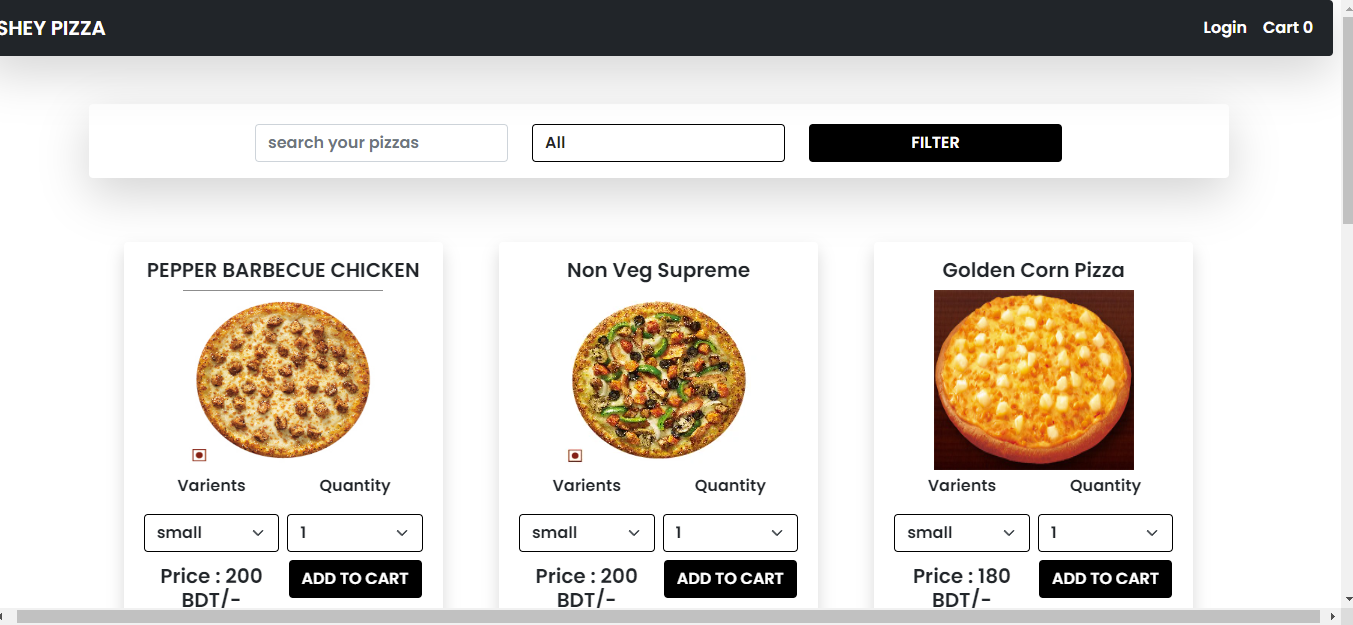 SHEY PIZZA
Login Cart 0
search your pizzas
All
FILTER
PEPPER BARBECUE CHICKEN
Varients Quantity
small 1
Price : 200 BDT/-
ADD TO CART
Non Veg Supreme
Varients Quantity
small 1
Price : 200 BDT/-
ADD TO CART
Golden Corn Pizza
Varients Quantity
small 1
Price : 180 BDT/-
ADD TO CART